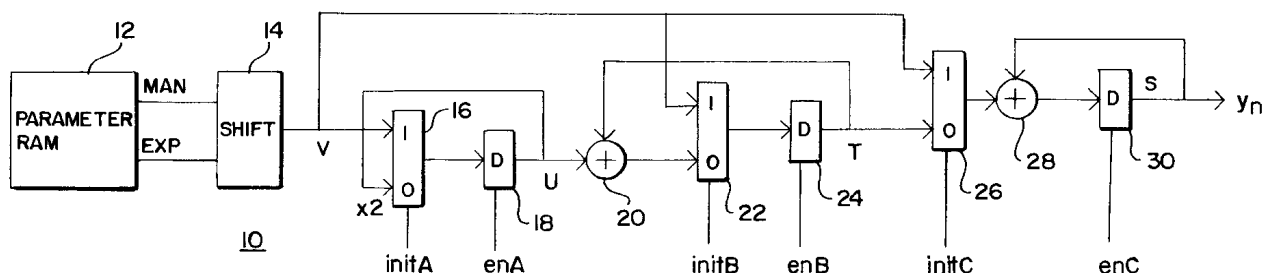 12
14
MAN
PARAMETER
RAM
EXP
SHIFT
V
I
16
O
x2
D
18
U
+
20
I
O
22
D
T
24
I
O
26
+
28
D
S
30
yn
10
initA
enA
initB
enB
initC
enC